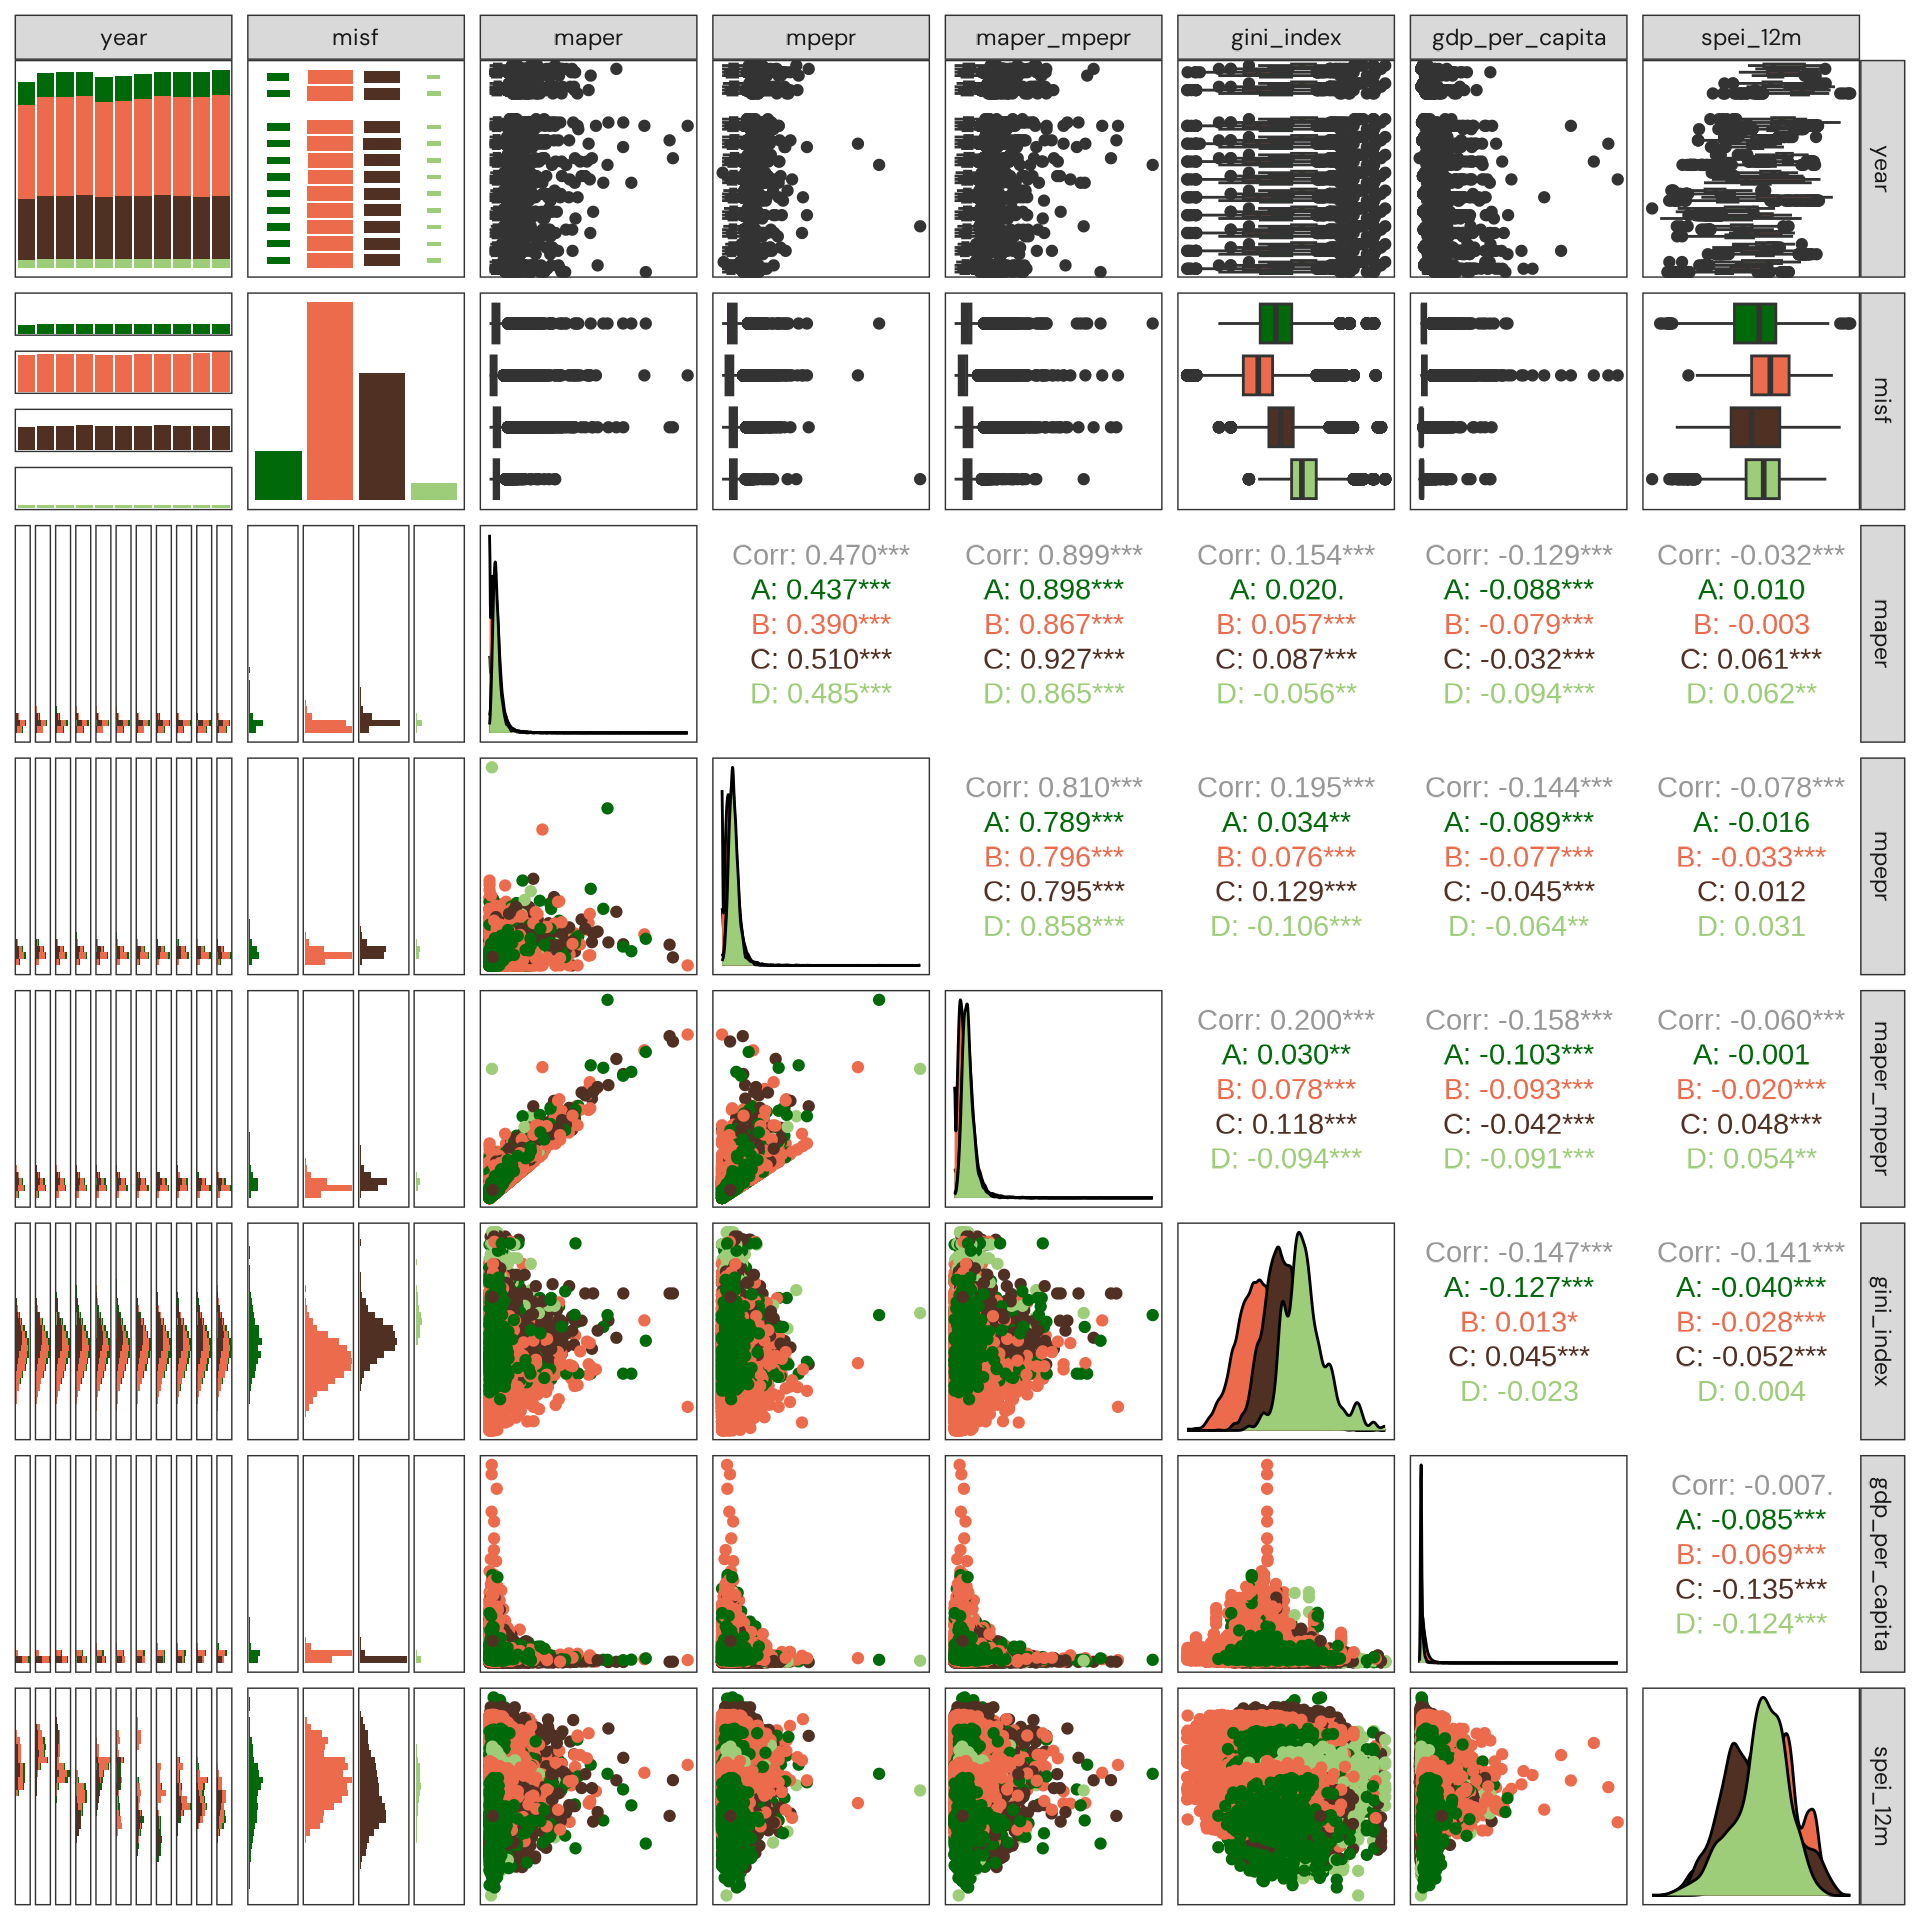 year misf maper mpepr maper_mpepr gini_index gdp_per_capita spei_12m
year
misf
Corr: 0.470*** Corr: 0.899*** Corr: 0.154*** Corr: -0.129*** Corr: -0.032***
A: 0.437*** A: 0.898*** A: 0.020. A: -0.088*** A: 0.010
B: 0.390*** B: 0.867*** B: 0.057*** B: -0.079*** B: -0.003
C: 0.510*** C: 0.927*** C: 0.087*** C: -0.032*** C: 0.061***
D: 0.485*** D: 0.865*** D: -0.056** D: -0.094*** D: 0.062**
maper
Corr: 0.810*** Corr: 0.195*** Corr: -0.144*** Corr: -0.078***
A: 0.789*** A: 0.034** A: -0.089*** A: -0.016
B: 0.796*** B: 0.076*** B: -0.077*** B: -0.033***
C: 0.795*** C: 0.129*** C: -0.045*** C: 0.012
D: 0.858*** D: -0.106*** D: -0.064** D: 0.031
mpepr
Corr: 0.200*** Corr: -0.158*** Corr: -0.060***
A: 0.030** A: -0.103*** A: -0.001
B: 0.078*** B: -0.093*** B: -0.020***
C: 0.118*** C: -0.042*** C: 0.048***
D: -0.094*** D: -0.091*** D: 0.054**
maper_mpepr
Corr: -0.147*** Corr: -0.141***
A: -0.127*** A: -0.040***
B: 0.013* B: -0.028***
C: 0.045*** C: -0.052***
D: -0.023 D: 0.004
gini_index
Corr: -0.007.
A: -0.085***
B: -0.069***
C: -0.135***
D: -0.124***
gdp_per_capita
spei_12m